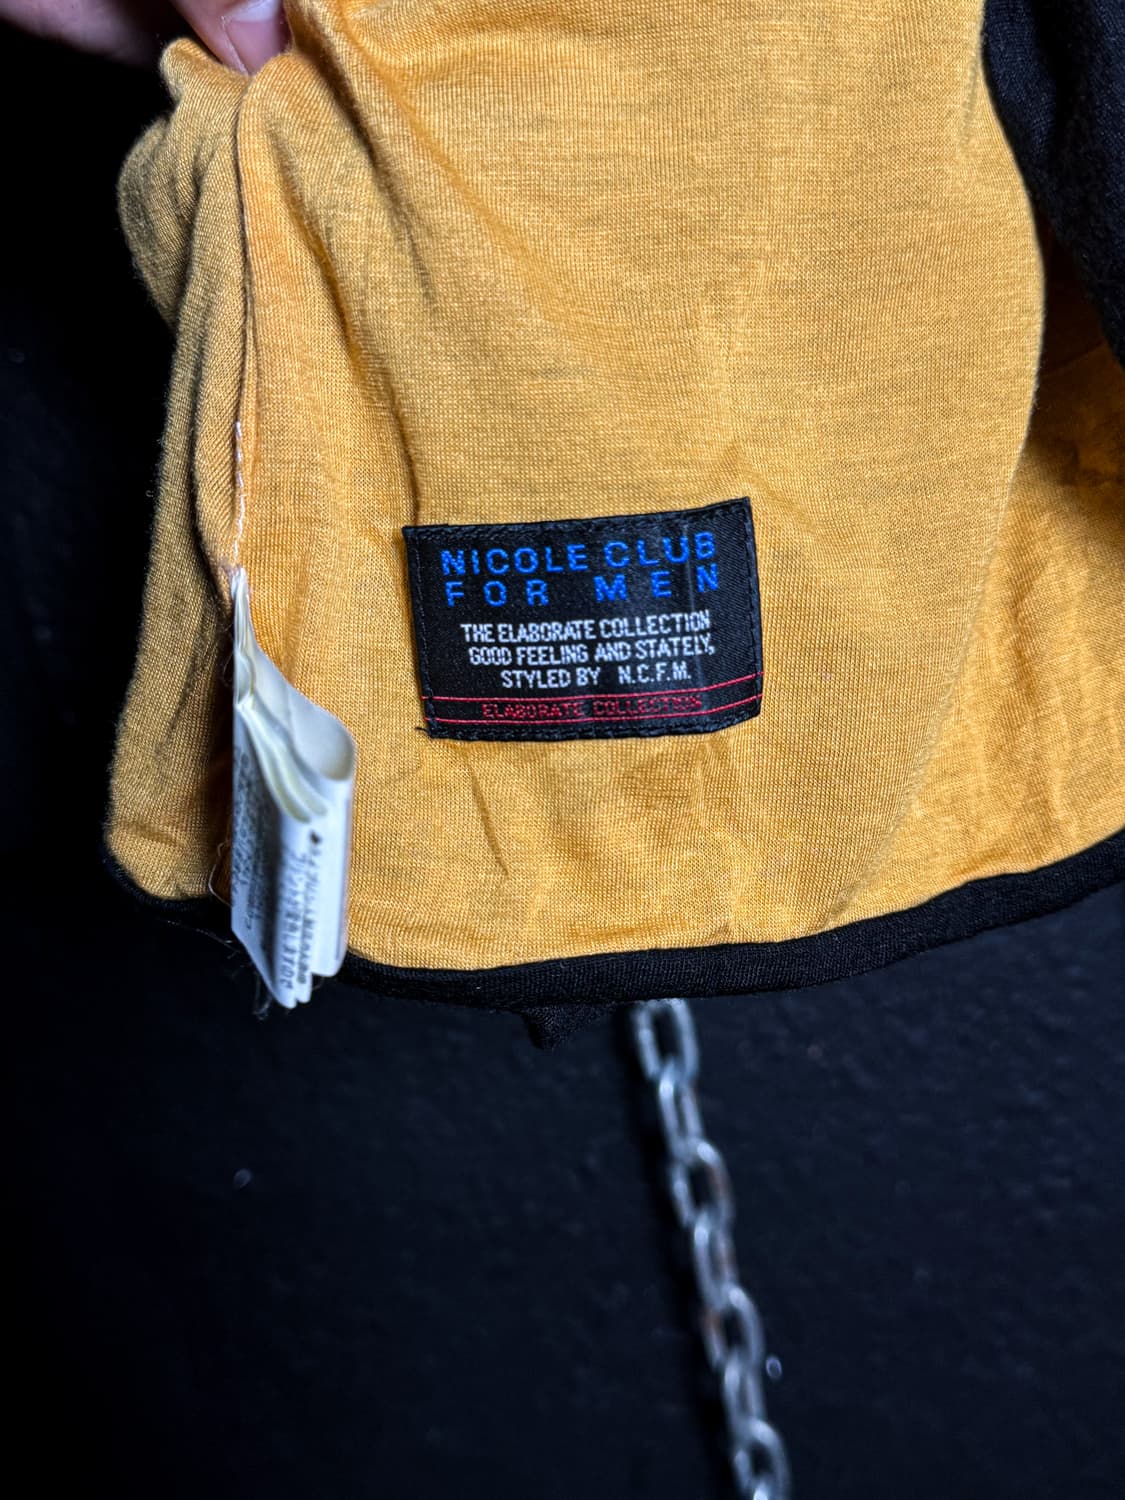 NICOLE CLUB
FOR MEN
THE ELABORATE COLLECTION
GOOD FEELING AND STATELY,
STYLED BY N.C.F.M.
ELABORATE COLLECTION